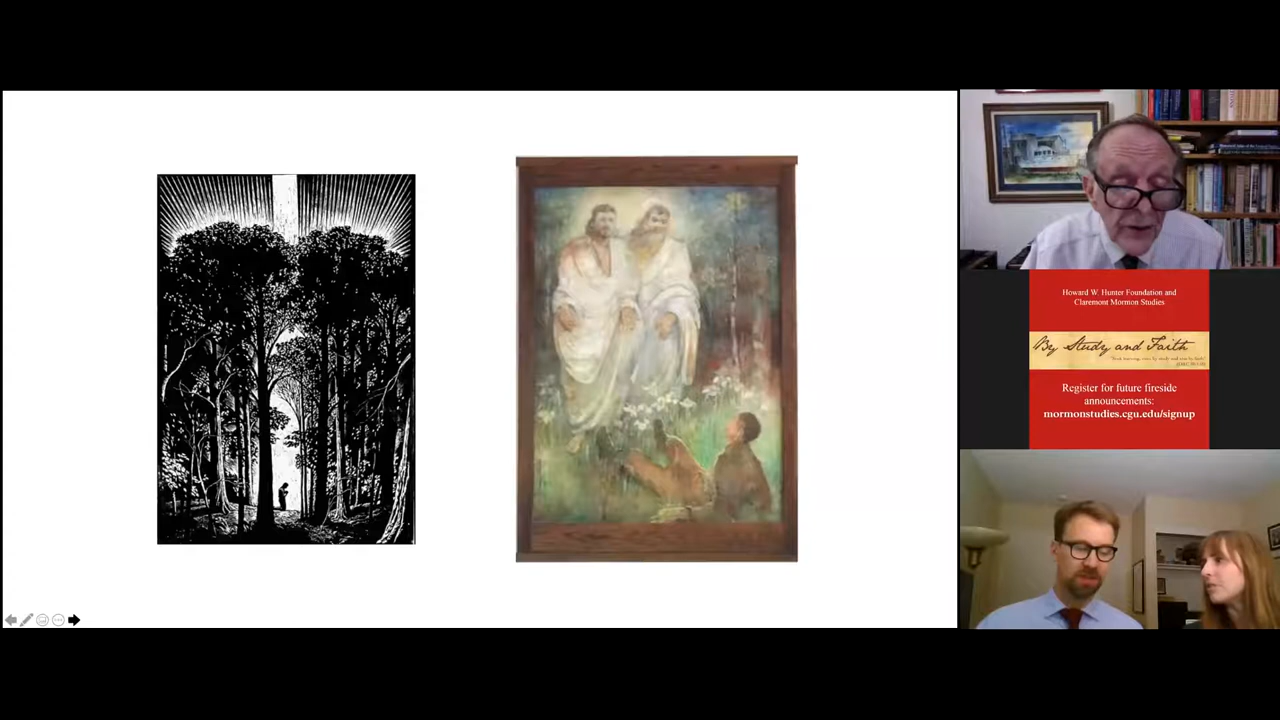 Howard W. Hunter Foundation and
Claremont Mormon Studies
By Study and Faith
Register for future fireside
announcements:
mormonstudies.cgu.edu/signup